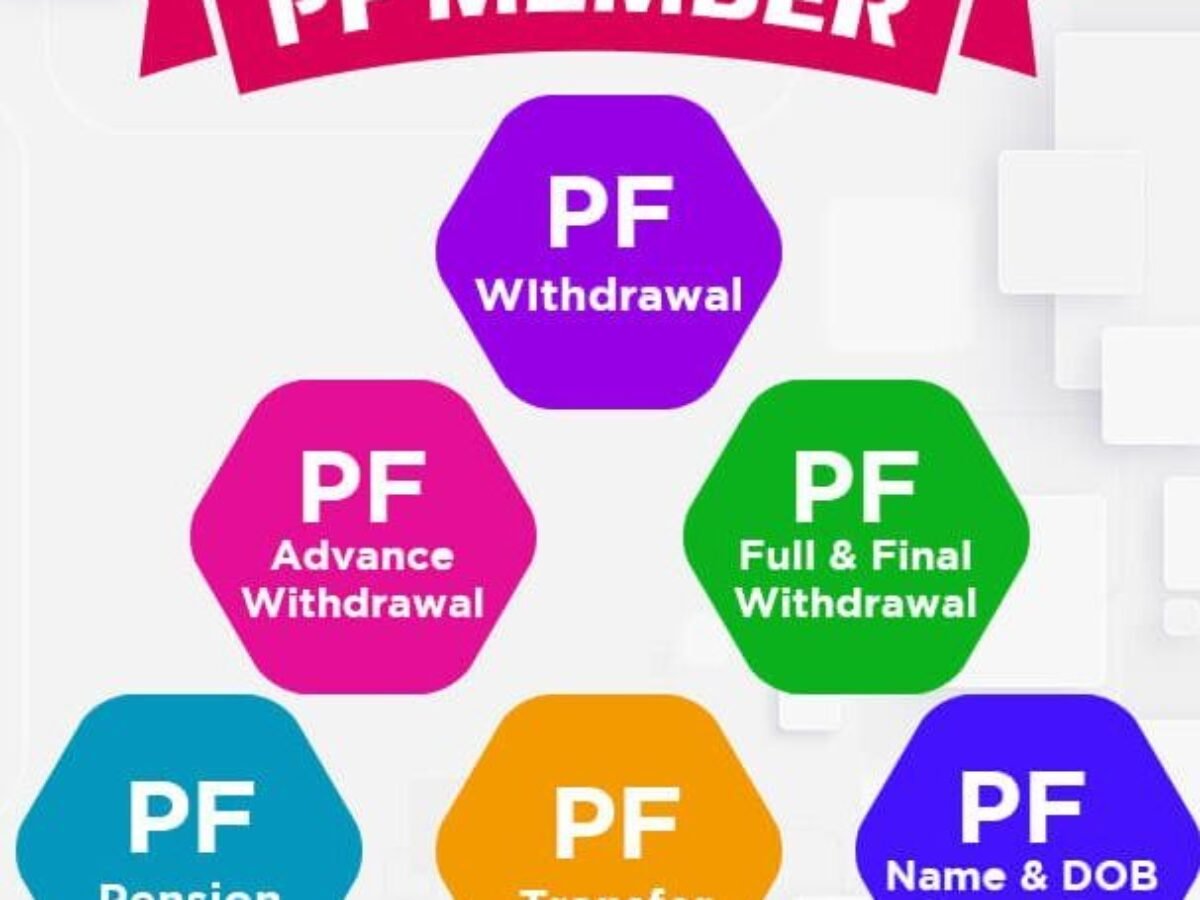 PF MEMBER
PF
WIthdrawal
PF
Advance
Withdrawal
PF
Full & Final
Withdrawal
PF
Pension
PF
Transfer
PF
Name & DOB